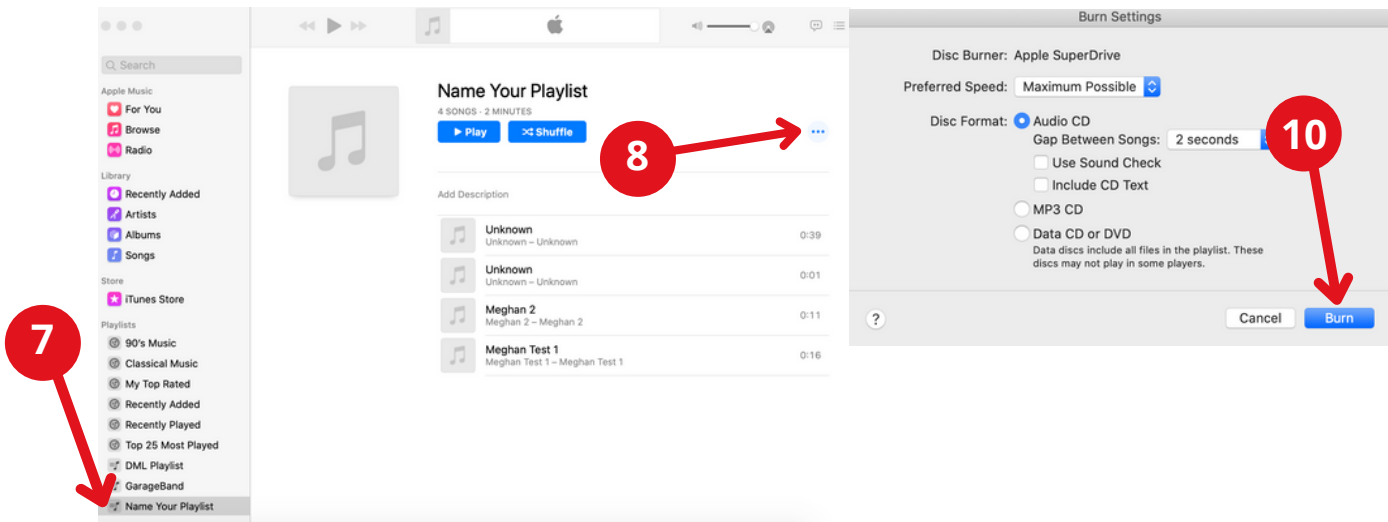 Search
Apple Music
For You
Browse
Radio
Library
Recently Added
Artists
Albums
Songs
Store
iTunes Store
Playlists
90's Music
Classical Music
My Top Rated
Recently Added
Recently Played
Top 25 Most Played
DML Playlist
GarageBand
Name Your Playlist
7
Name Your Playlist
4 SONGS · 2 MINUTES
Play Shuffle
8
Add Description
Unknown 0:39
Unknown – Unknown
Unknown 0:01
Unknown – Unknown
Meghan 2 0:11
Meghan 2 – Meghan 2
Meghan Test 1 0:16
Meghan Test 1 – Meghan Test 1
Burn Settings
Disc Burner: Apple SuperDrive
Preferred Speed: Maximum Possible
Disc Format: Audio CD
Gap Between Songs: 2 seconds
10
Use Sound Check
Include CD Text
MP3 CD
Data CD or DVD
Data discs include all files in the playlist. These
discs may not play in some players.
? Cancel Burn